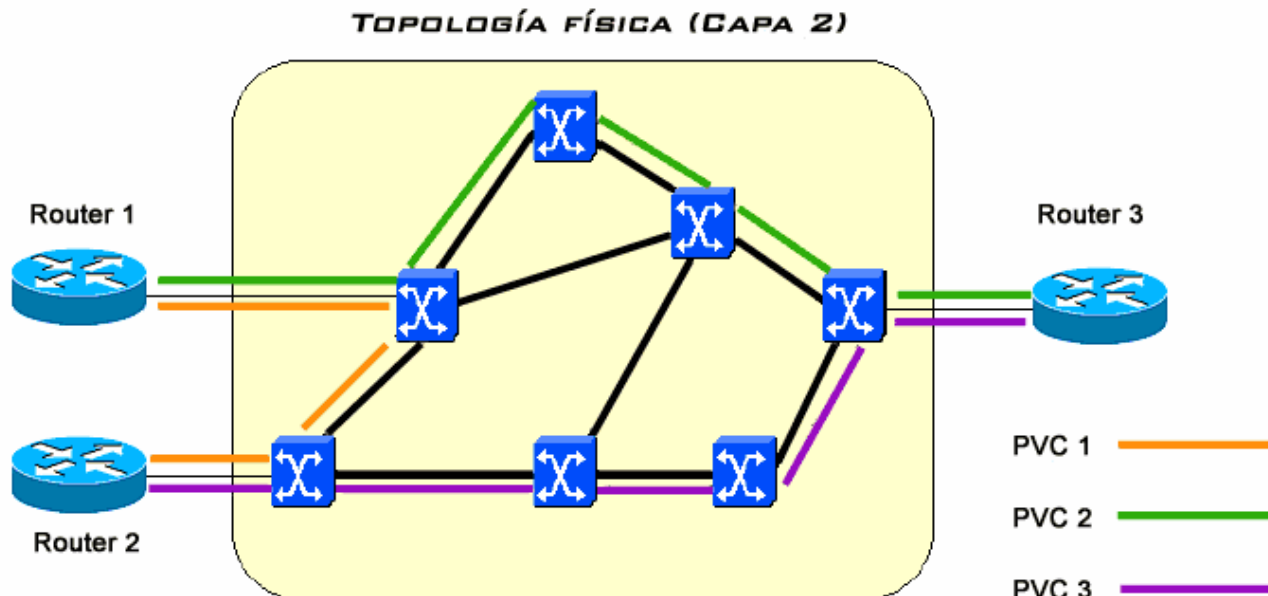 Topología física (Capa 2)
Router 1
Router 3
Router 2
PVC 1
PVC 2
PVC 3